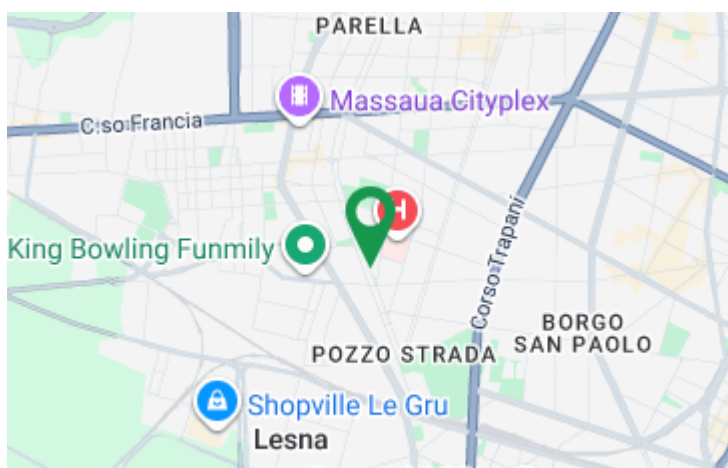 PARELLA
Massaua Cityplex
C.so Francia
H
King Bowling Funmily
Corso Trapani
BORGO
SAN PAOLO
POZZO STRADA
Shopville Le Gru
Lesna